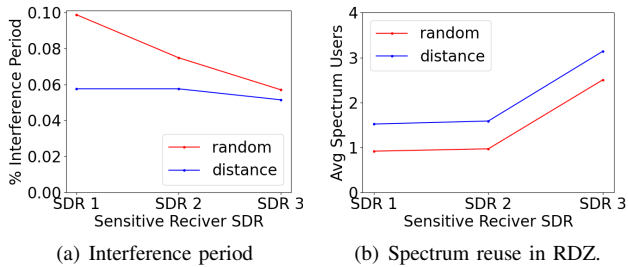 0.10
0.08
0.06
0.04
0.02
0.00
% Interference Period
random
distance
SDR 1 SDR 2 SDR 3
Sensitive Reciver SDR
(a) Interference period
4
3
2
1
0
Avg Spectrum Users
random
distance
SDR 1 SDR 2 SDR 3
Sensitive Reciver SDR
(b) Spectrum reuse in RDZ.